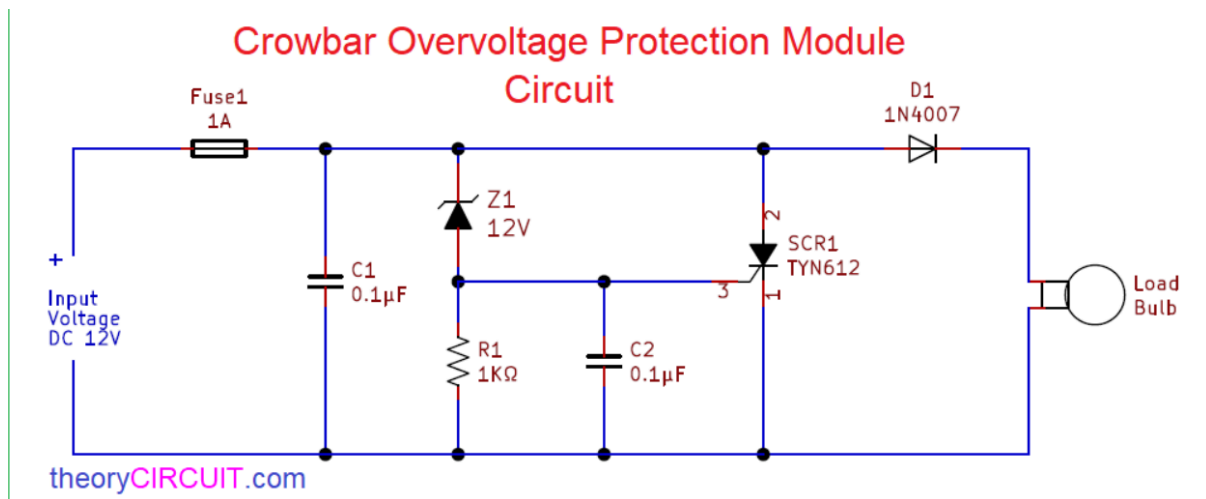 Crowbar Overvoltage Protection Module
Circuit
Fuse1
1A
D1
1N4007
Z1
12V
2
SCR1
TYN612
3
1
+
Input
Voltage
DC 12V
C1
0.1µF
R1
1KΩ
C2
0.1µF
Load
Bulb
theoryCIRCUIT.com